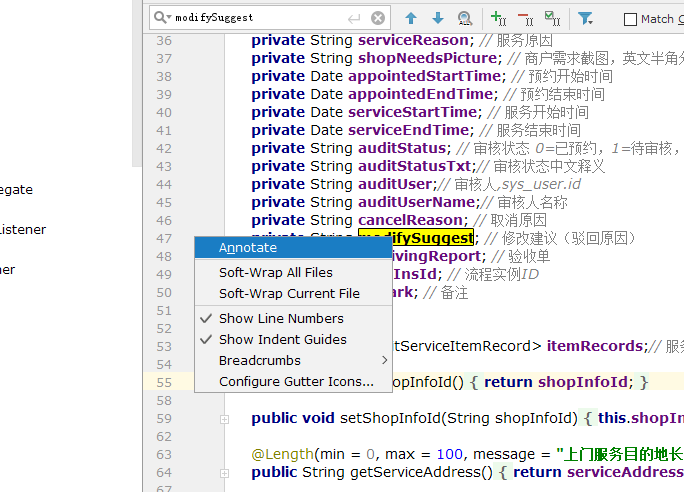 modifySuggest
Match C
36 private String serviceReason; // 服务原因
37 private String shopNeedsPicture; // 商户需求截图，英文半角分
38 private Date appointedStartTime; // 预约开始时间
39 private Date appointedEndTime; // 预约结束时间
40 private Date serviceStartTime; // 服务开始时间
41 private Date serviceEndTime; // 服务结束时间
42 private String auditStatus; // 审核状态 0=已预约，1=待审核，
43 private String auditStatusTxt;// 审核状态中文释义
44 private String auditUser;// 审核人,sys_user.id
45 private String auditUserName;// 审核人名称
46 private String cancelReason; // 取消原因
47 private String modifySuggest; // 修改建议（驳回原因）
48 ivingReport; // 验收单
49 InsId; // 流程实例ID
50 ark; // 备注
51
52
53 itServiceItemRecord> itemRecords;// 服务
54
55 opInfoId() { return shopInfoId; }
58
59 public void setShopInfoId(String shopInfoId) { this.shopIn
62
63 @Length(min = 0, max = 100, message = "上门服务目的地长
64 public String getServiceAddress() { return serviceAddress
egate
istener
ner
Annotate
Soft-Wrap All Files
Soft-Wrap Current File
Show Line Numbers
Show Indent Guides
Breadcrumbs
Configure Gutter Icons...